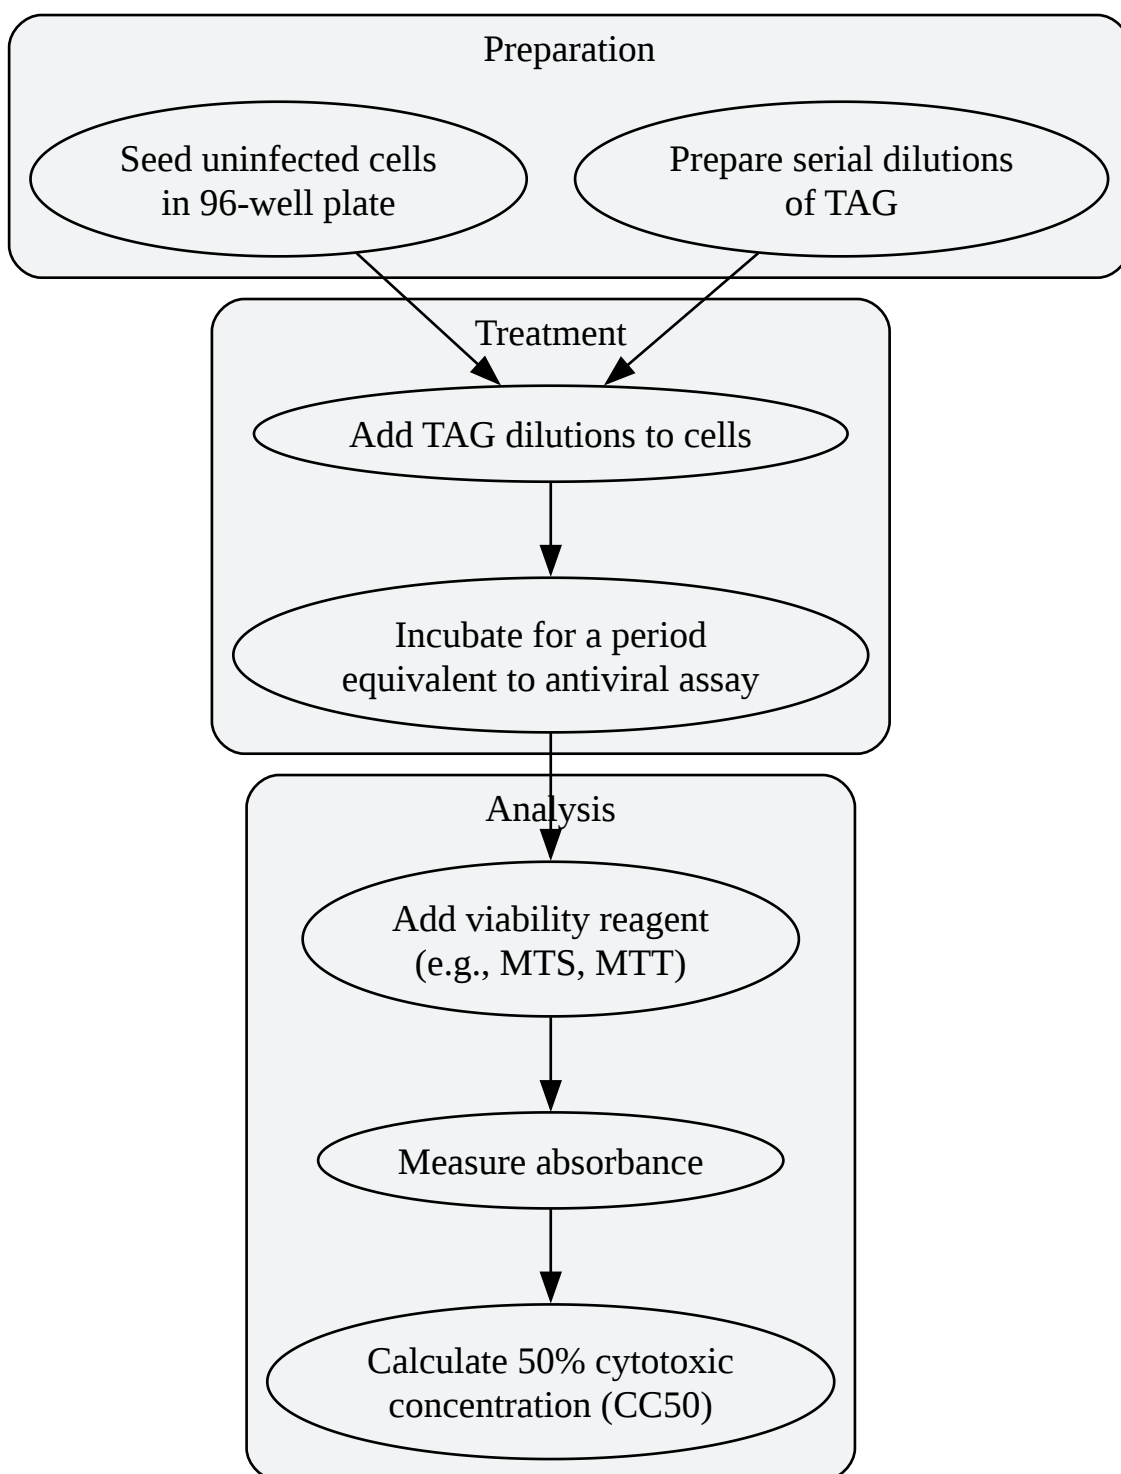 Preparation
Seed uninfected cells
in 96-well plate
Prepare serial dilutions
of TAG
Treatment
Add TAG dilutions to cells
Incubate for a period
equivalent to antiviral assay
Analysis
Add viability reagent
(e.g., MTS, MTT)
Measure absorbance
Calculate 50% cytotoxic
concentration (CC50)